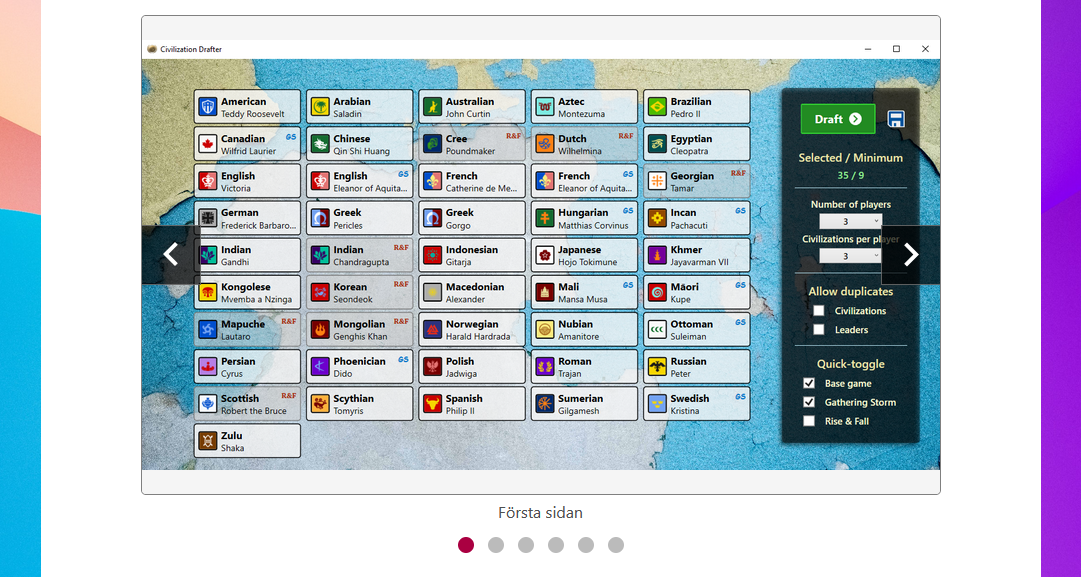 Civilization Drafter
American
Teddy Roosevelt
Arabian
Saladin
Australian
John Curtin
Aztec
Montezuma
Brazilian
Pedro II
Canadian GS
Wilfrid Laurier
Chinese
Qin Shi Huang
Cree R&F
Poundmaker
Dutch R&F
Wilhelmina
Egyptian
Cleopatra
English
Victoria
English GS
Eleanor of Aquita...
French
Catherine de Me...
French GS
Eleanor of Aquita...
Georgian R&F
Tamar
German
Frederick Barbaro...
Greek
Pericles
Greek
Gorgo
Hungarian GS
Matthias Corvinus
Incan GS
Pachacuti
Indian
Gandhi
Indian R&F
Chandragupta
Indonesian
Gitarja
Japanese
Hojo Tokimune
Khmer
Jayavarman VII
Kongolese
Mvemba a Nzinga
Korean R&F
Seondeok
Macedonian
Alexander
Mali GS
Mansa Musa
Māori GS
Kupe
Mapuche R&F
Lautaro
Mongolian R&F
Genghis Khan
Norwegian
Harald Hardrada
Nubian
Amanitore
Ottoman GS
Suleiman
Persian
Cyrus
Phoenician GS
Dido
Polish
Jadwiga
Roman
Trajan
Russian
Peter
Scottish R&F
Robert the Bruce
Scythian
Tomyris
Spanish
Philip II
Sumerian
Gilgamesh
Swedish GS
Kristina
Zulu
Shaka
Draft
Selected / Minimum
35 / 9
Number of players
3
Civilizations per player
3
Allow duplicates
Civilizations
Leaders
Quick-toggle
Base game
Gathering Storm
Rise & Fall
Första sidan